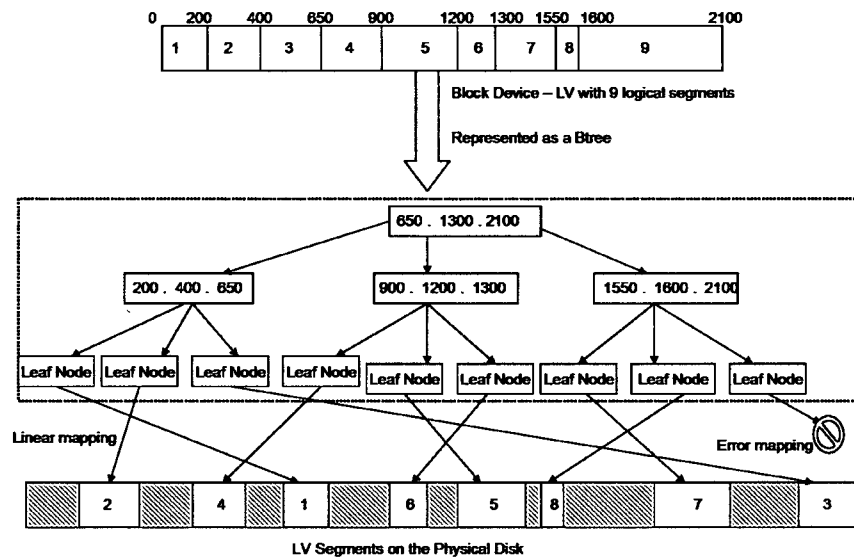 0 200 400 650 800 1200 1300 1550 1600 2100
1 2 3 4 5 6 7 8 9
Block Device – LV with 9 logical segments
Represented as a Btree
650 . 1300 . 2100
200 . 400 . 650
900 . 1200 . 1300
1550 . 1600 . 2100
Leaf Node Leaf Node Leaf Node Leaf Node Leaf Node Leaf Node Leaf Node Leaf Node Leaf Node
Linear mapping
Error mapping
2 4 1 6 5 8 7 3
LV Segments on the Physical Disk